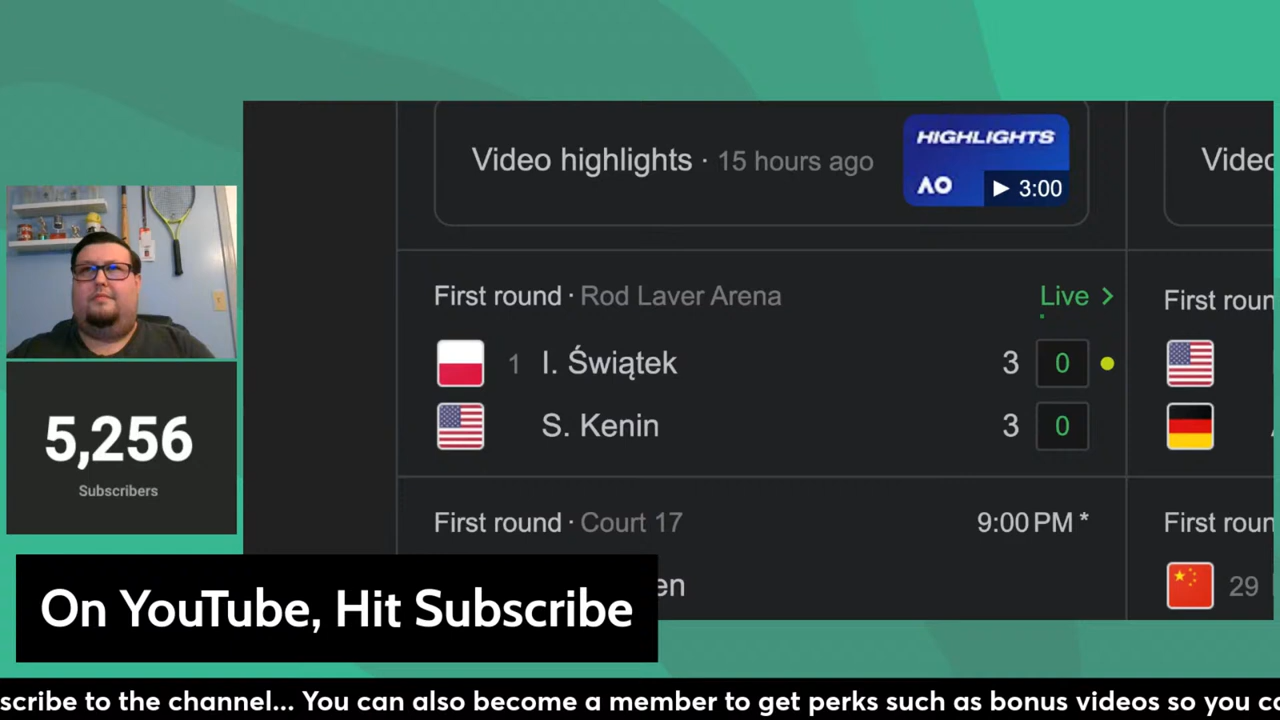 HIGHLIGHTS
Video highlights · 15 hours ago
AO
3:00
First round · Rod Laver Arena
Live
1 I. Świątek 3 0
S. Kenin 3 0
First round · Court 17
9:00 PM *
en
Video
First roun
First roun
29
5,256
Subscribers
On YouTube, Hit Subscribe
scribe to the channel... You can also become a member to get perks such as bonus videos so you c